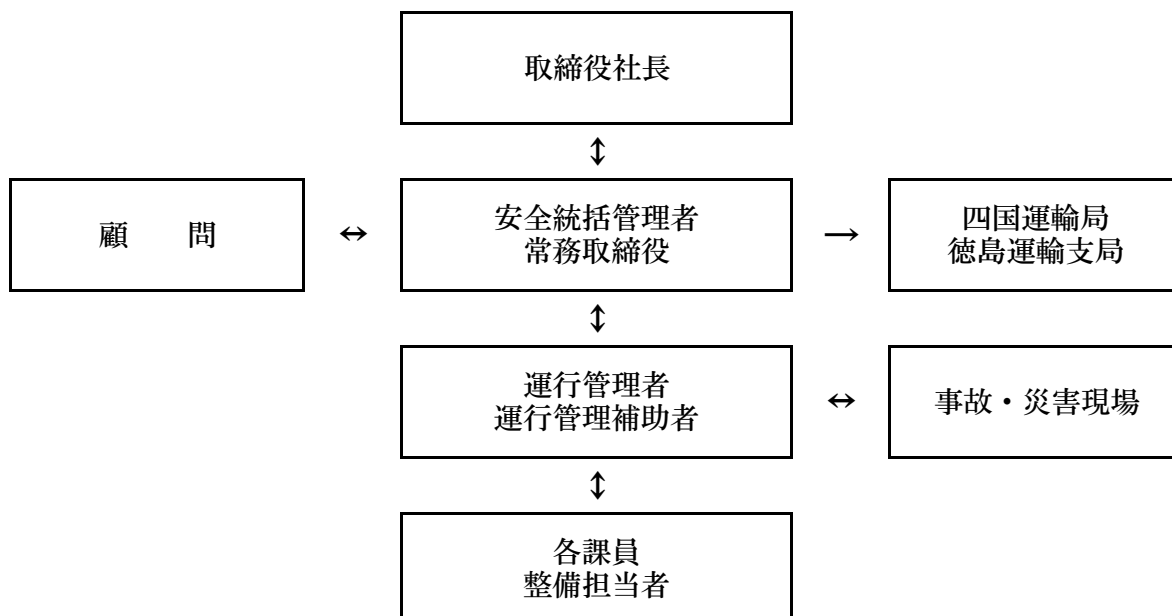 取締役社長
↕
顧　　問
↔
安全統括管理者
常務取締役
→
四国運輸局
徳島運輸支局
↕
運行管理者
運行管理補助者
↔
事故・災害現場
↕
各課員
整備担当者